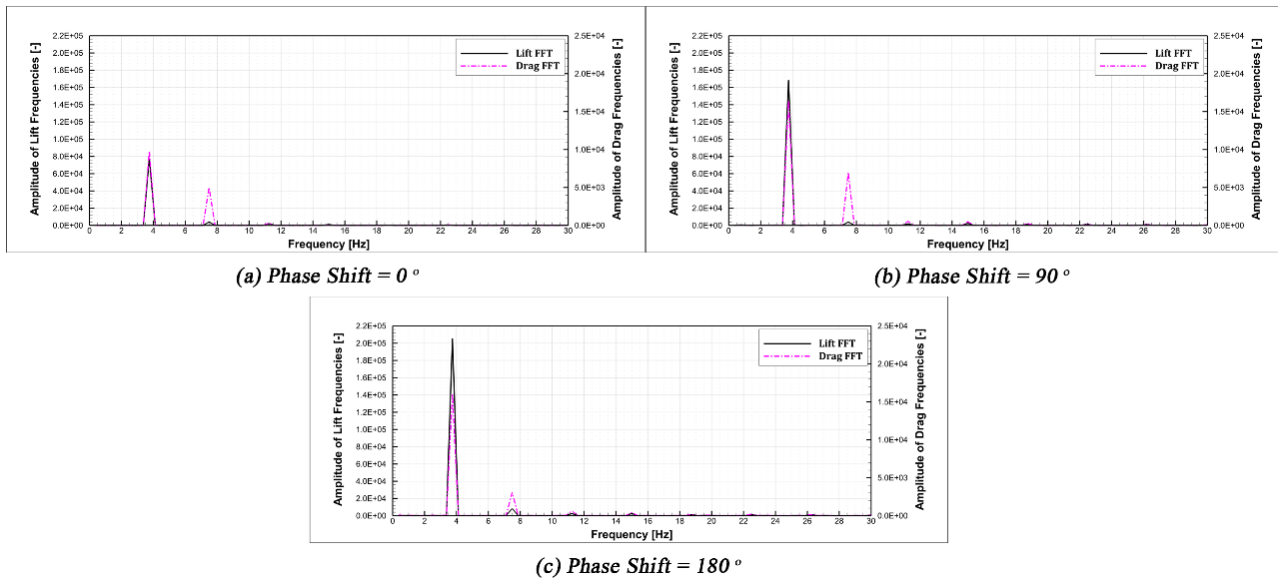 Amplitude of Lift Frequencies [-]
2.2E+05
2.0E+05
1.8E+05
1.6E+05
1.4E+05
1.2E+05
1.0E+05
8.0E+04
6.0E+04
4.0E+04
2.0E+04
0.0E+00
0 2 4 6 8 10 12 14 16 18 20 22 24 26 28 30
Frequency [Hz]
Lift FFT
Drag FFT
2.5E+04
2.0E+04
1.5E+04
1.0E+04
5.0E+03
0.0E+00
Amplitude of Drag Frequencies [-]
(a) Phase Shift = 0 °
Amplitude of Lift Frequencies [-]
2.2E+05
2.0E+05
1.8E+05
1.6E+05
1.4E+05
1.2E+05
1.0E+05
8.0E+04
6.0E+04
4.0E+04
2.0E+04
0.0E+00
0 2 4 6 8 10 12 14 16 18 20 22 24 26 28 30
Frequency [Hz]
Lift FFT
Drag FFT
2.5E+04
2.0E+04
1.5E+04
1.0E+04
5.0E+03
0.0E+00
Amplitude of Drag Frequencies [-]
(b) Phase Shift = 90 °
Amplitude of Lift Frequencies [-]
2.2E+05
2.0E+05
1.8E+05
1.6E+05
1.4E+05
1.2E+05
1.0E+05
8.0E+04
6.0E+04
4.0E+04
2.0E+04
0.0E+00
0 2 4 6 8 10 12 14 16 18 20 22 24 26 28 30
Frequency [Hz]
Lift FFT
Drag FFT
2.5E+04
2.0E+04
1.5E+04
1.0E+04
5.0E+03
0.0E+00
Amplitude of Drag Frequencies [-]
(c) Phase Shift = 180 °